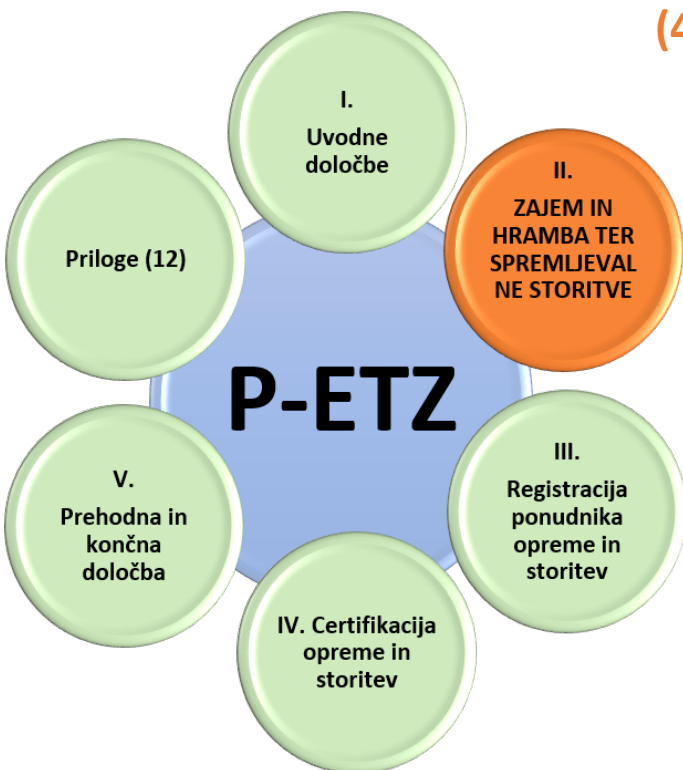 (4
I.
Uvodne
določbe
II.
ZAJEM IN
HRAMBA TER
SPREMLJEVAL
NE STORITVE
Priloge (12)
P-ETZ
III.
Registracija
ponudnika
opreme in
storitev
V.
Prehodna in
končna
določba
IV. Certifikacija
opreme in
storitev